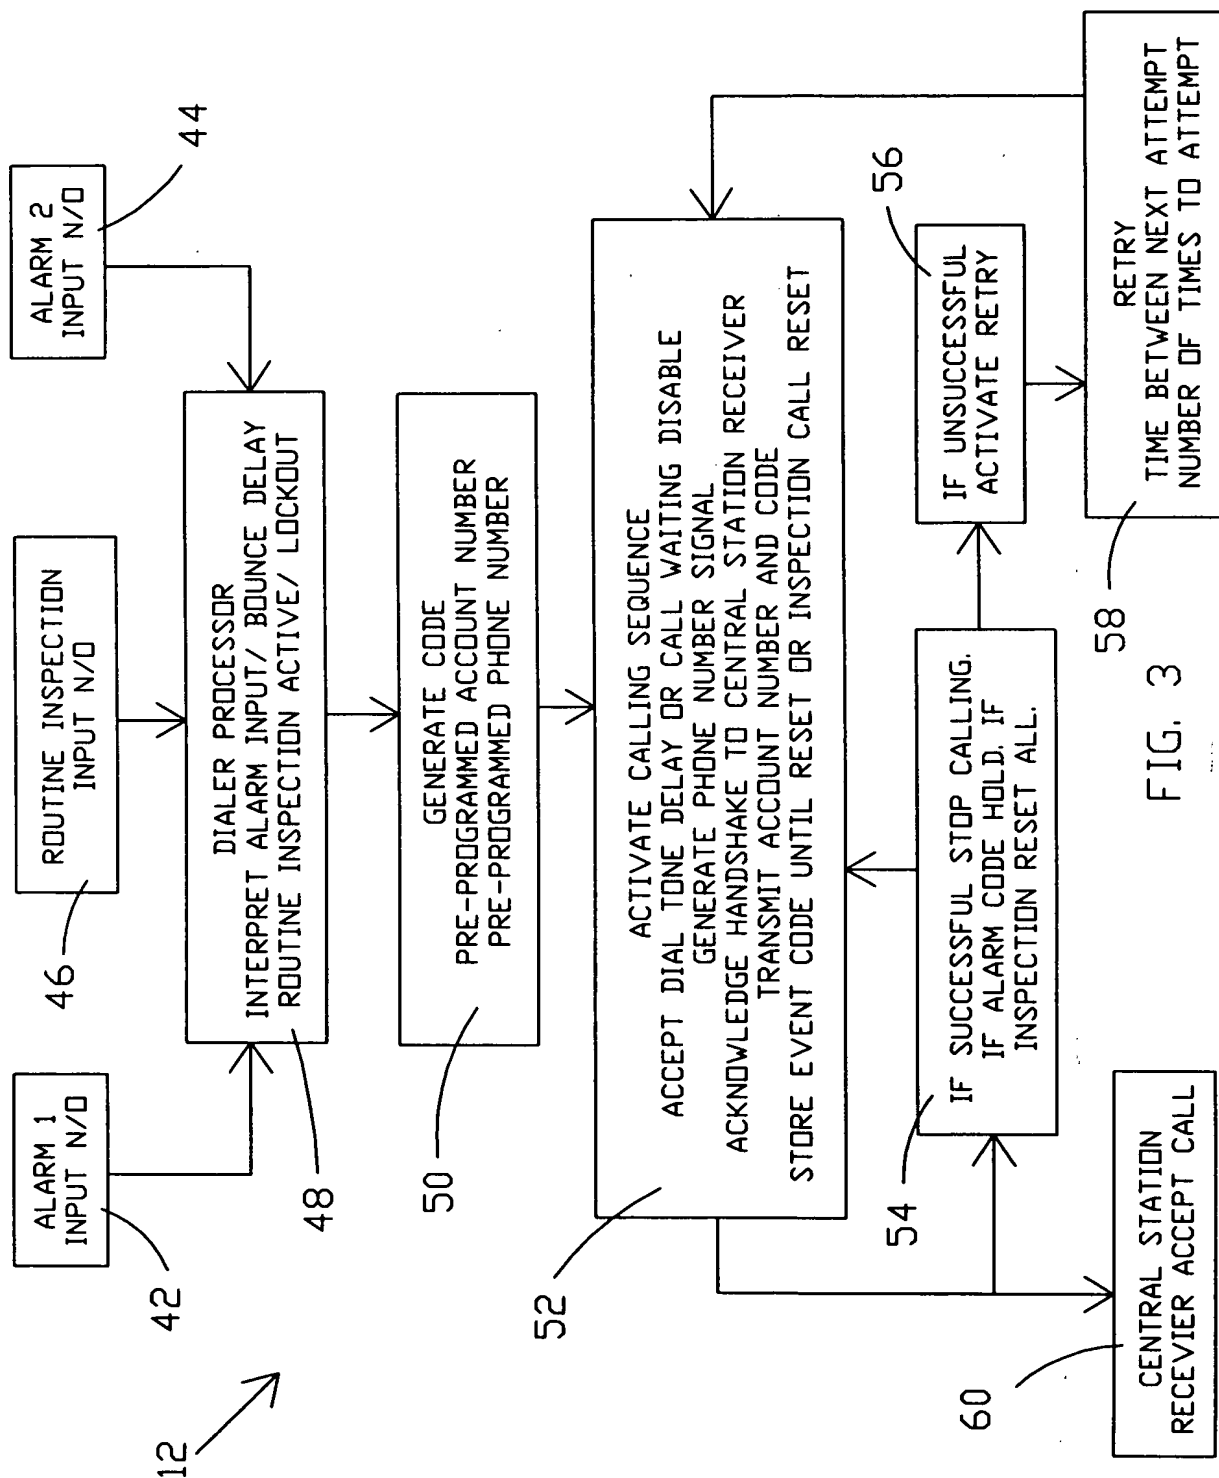 12
42
ALARM 1
INPUT N/O
46
ROUTINE INSPECTION
INPUT N/O
ALARM 2
INPUT N/O
44
48
DIALER PROCESSOR
INTERPRET ALARM INPUT/ BOUNCE DELAY
ROUTINE INSPECTION ACTIVE/ LOCKOUT
50
GENERATE CODE
PRE-PROGRAMMED ACCOUNT NUMBER
PRE-PROGRAMMED PHONE NUMBER
52
ACTIVATE CALLING SEQUENCE
ACCEPT DIAL TONE DELAY OR CALL WAITING DISABLE
GENERATE PHONE NUMBER SIGNAL
ACKNOWLEDGE HANDSHAKE TO CENTRAL STATION RECEIVER
TRANSMIT ACCOUNT NUMBER AND CODE
STORE EVENT CODE UNTIL RESET OR INSPECTION CALL RESET
54
IF SUCCESSFUL STOP CALLING.
IF ALARM CODE HOLD. IF
INSPECTION RESET ALL.
56
IF UNSUCCESSFUL
ACTIVATE RETRY
60
CENTRAL STATION
RECEVIER ACCEPT CALL
58
RETRY
TIME BETWEEN NEXT ATTEMPT
NUMBER OF TIMES TO ATTEMPT
FIG. 3